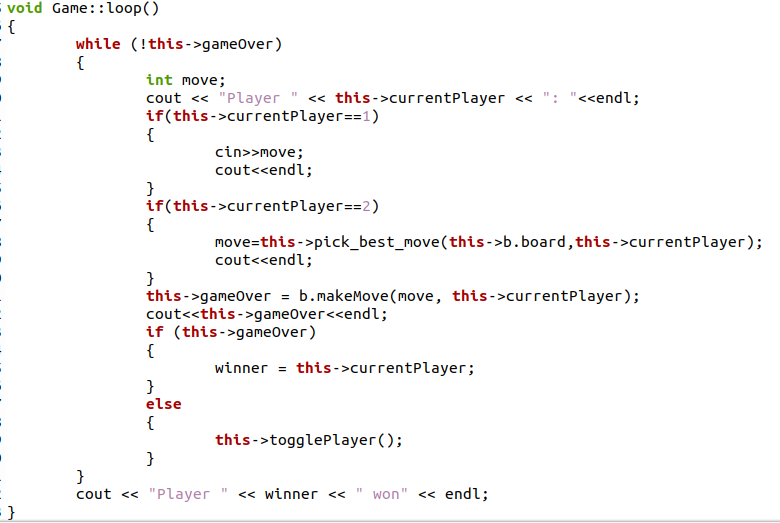 void Game::loop()
{
        while (!this->gameOver)
        {
                int move;
                cout << "Player " << this->currentPlayer << ": "<<endl;
                if(this->currentPlayer==1)
                {
                        cin>>move;
                        cout<<endl;
                }
                if(this->currentPlayer==2)
                {
                        move=this->pick_best_move(this->b.board,this->currentPlayer);
                        cout<<endl;
                }
                this->gameOver = b.makeMove(move, this->currentPlayer);
                cout<<this->gameOver<<endl;
                if (this->gameOver)
                {
                        winner = this->currentPlayer;
                }
                else
                {
                        this->togglePlayer();
                }
        }
        cout << "Player " << winner << " won" << endl;
}